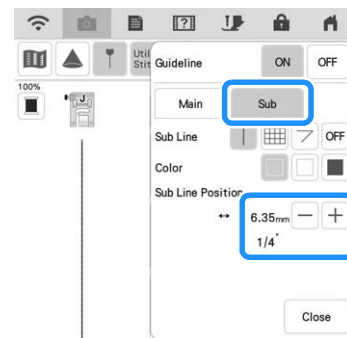 Util
Stit
Guideline ON OFF
100%
J
Main Sub
Sub Line OFF
Color
Sub Line Position
↔ 6.35mm − +
1/4"
Close